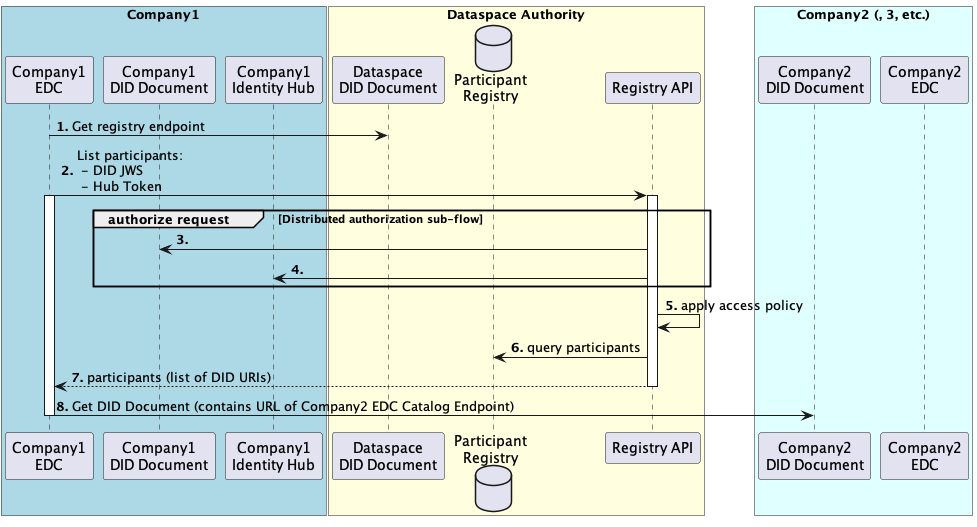 Company1
Dataspace Authority
Company2 (, 3, etc.)
Company1
EDC
Company1
DID Document
Company1
Identity Hub
Dataspace
DID Document
Participant
Registry
Registry API
Company2
DID Document
Company2
EDC
1. Get registry endpoint
List participants:
2. - DID JWS
- Hub Token
authorize request [Distributed authorization sub-flow]
3.
4.
5. apply access policy
6. query participants
7. participants (list of DID URIs)
8. Get DID Document (contains URL of Company2 EDC Catalog Endpoint)
Company1
EDC
Company1
DID Document
Company1
Identity Hub
Dataspace
DID Document
Participant
Registry
Registry API
Company2
DID Document
Company2
EDC